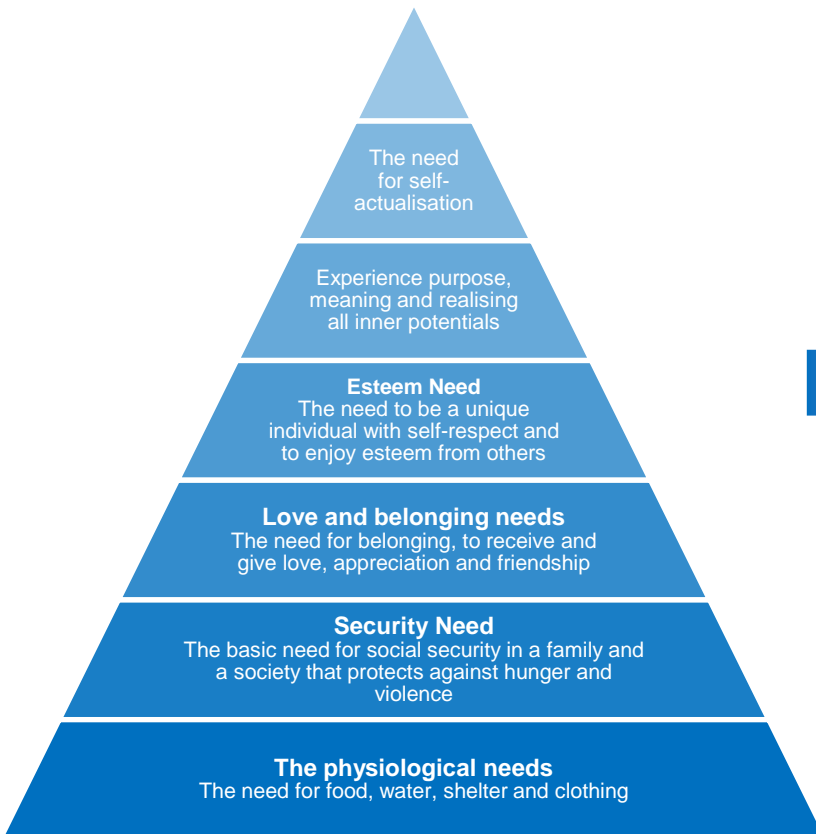 The need
for self-
actualisation
Experience purpose,
meaning and realising
all inner potentials
Esteem Need
The need to be a unique
individual with self-respect and
to enjoy esteem from others
Love and belonging needs
The need for belonging, to receive and
give love, appreciation and friendship
Security Need
The basic need for social security in a family and
a society that protects against hunger and
violence
The physiological needs
The need for food, water, shelter and clothing